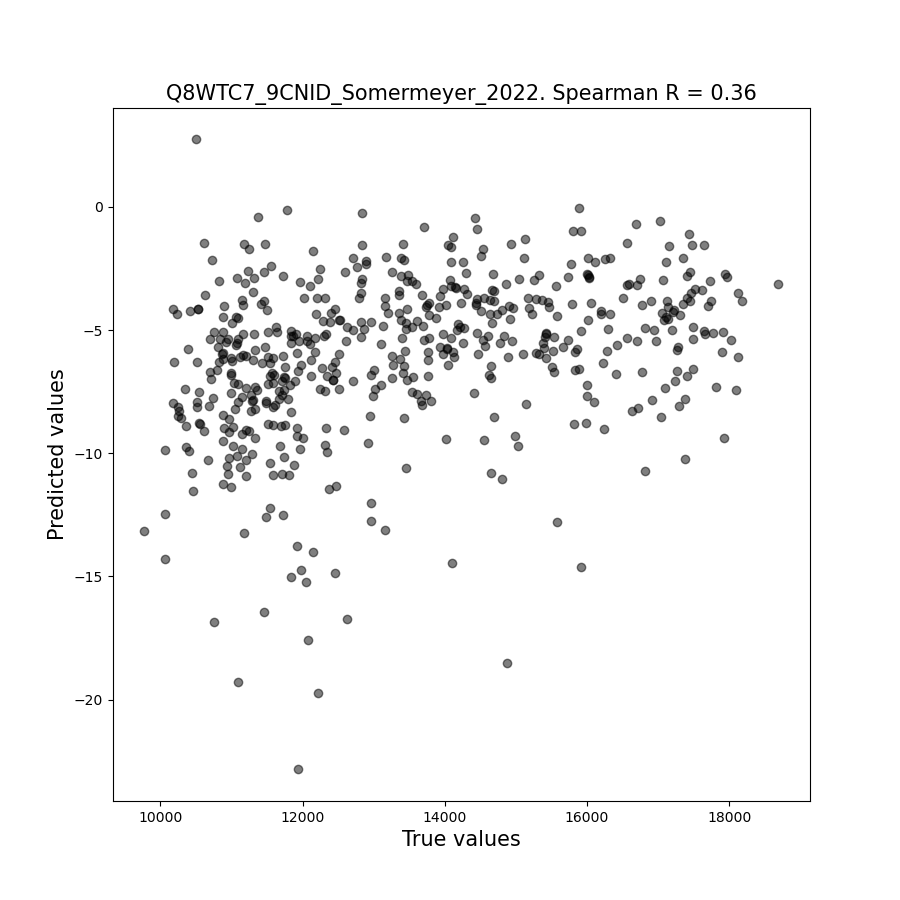 Q8WTC7_9CNID_Somermeyer_2022. Spearman R = 0.36
0
−5
−10
−15
−20
Predicted values
10000 12000 14000 16000 18000
True values